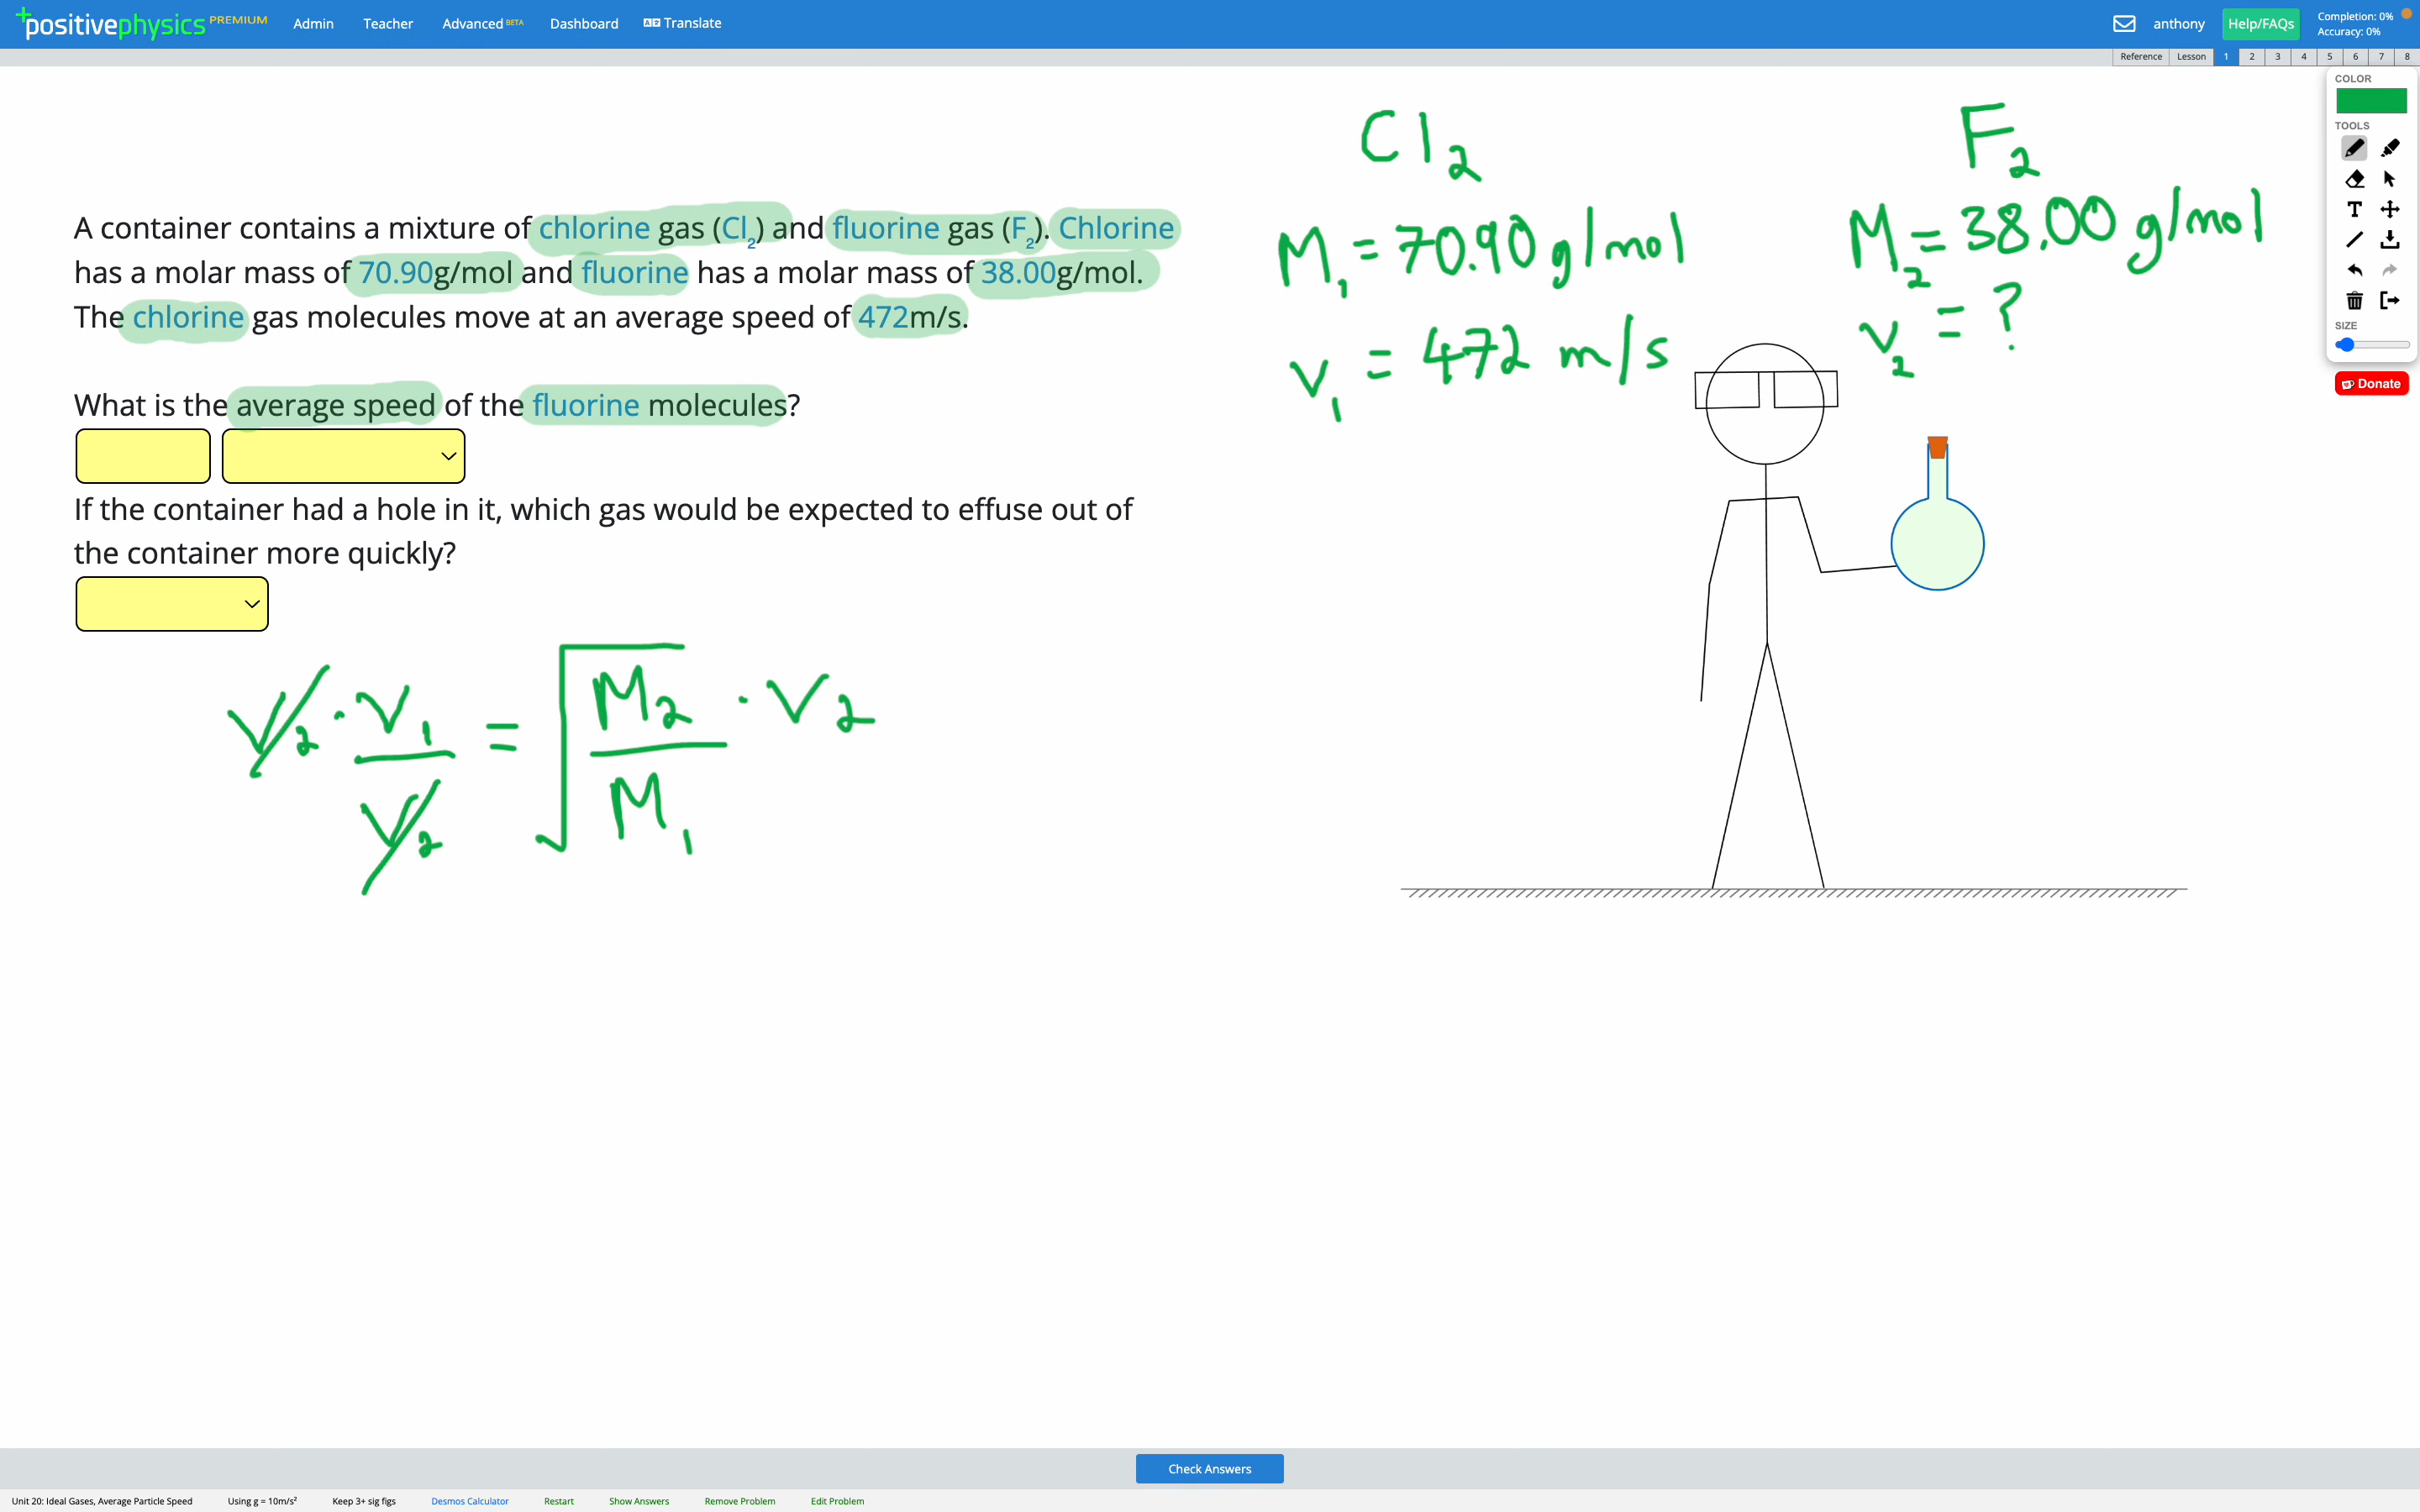 positivephysics PREMIUM Admin Teacher Advanced BETA Dashboard Translate anthony Help/FAQs Completion: 0%
Accuracy: 0%
Reference Lesson 1 2 3 4 5 6 7 8
COLOR
TOOLS
T
SIZE
Donate
A container contains a mixture of chlorine gas (Cl₂) and fluorine gas (F₂). Chlorine
has a molar mass of 70.90g/mol and fluorine has a molar mass of 38.00g/mol.
The chlorine gas molecules move at an average speed of 472m/s.
What is the average speed of the fluorine molecules?
If the container had a hole in it, which gas would be expected to effuse out of
the container more quickly?
Cl₂
M₁ = 70.90 g/mol
v₁ = 472 m/s
F₂
M₂ = 38.00 g/mol
v₂ = ?
v₂ · v₁/v₂ = √(M₂/M₁) · v₂
Check Answers
Unit 20: Ideal Gases, Average Particle Speed Using g = 10m/s² Keep 3+ sig figs Desmos Calculator Restart Show Answers Remove Problem Edit Problem